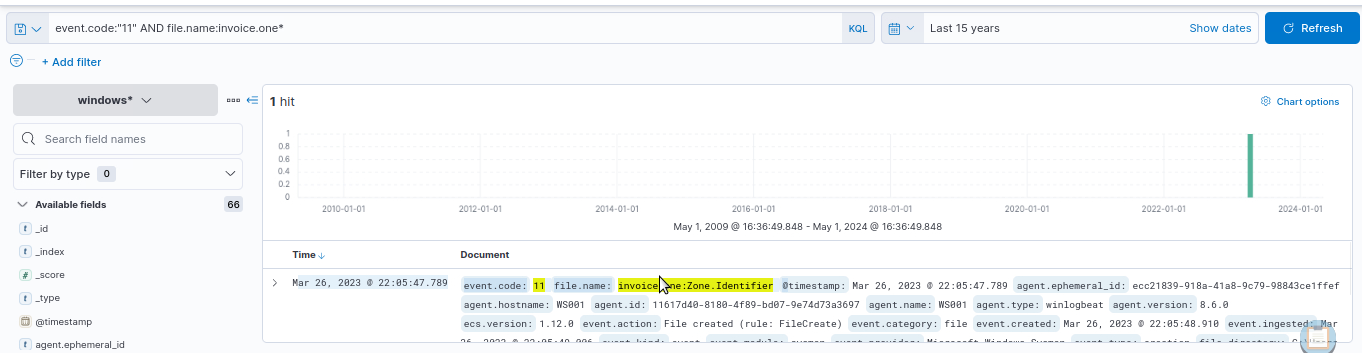 event.code:"11" AND file.name:invoice.one* KQL Last 15 years Show dates Refresh
+ Add filter
windows*
Search field names
Filter by type 0
Available fields 66
t _id
t _index
# _score
t _type
@timestamp
t agent.ephemeral_id
1 hit Chart options
1
0.8
0.6
0.4
0.2
0
2010-01-01 2012-01-01 2014-01-01 2016-01-01 2018-01-01 2020-01-01 2022-01-01 2024-01-01
May 1, 2009 @ 16:36:49.848 - May 1, 2024 @ 16:36:49.848
Time Document
Mar 26, 2023 @ 22:05:47.789 event.code: 11 file.name: @timestamp: Mar 26, 2023 @ 22:05:47.789 agent.ephemeral_id: ecc21839-918a-41a8-9c79-98843ce1ffef
agent.hostname: WS001 agent.id: 11617d40-8180-4f89-bd07-9e74d73a3697 agent.name: WS001 agent.type: winlogbeat agent.version: 8.6.0
ecs.version: 1.12.0 event.action: File created (rule: FileCreate) event.category: file event.created: Mar 26, 2023 @ 22:05:48.910 event.ingested: Mar